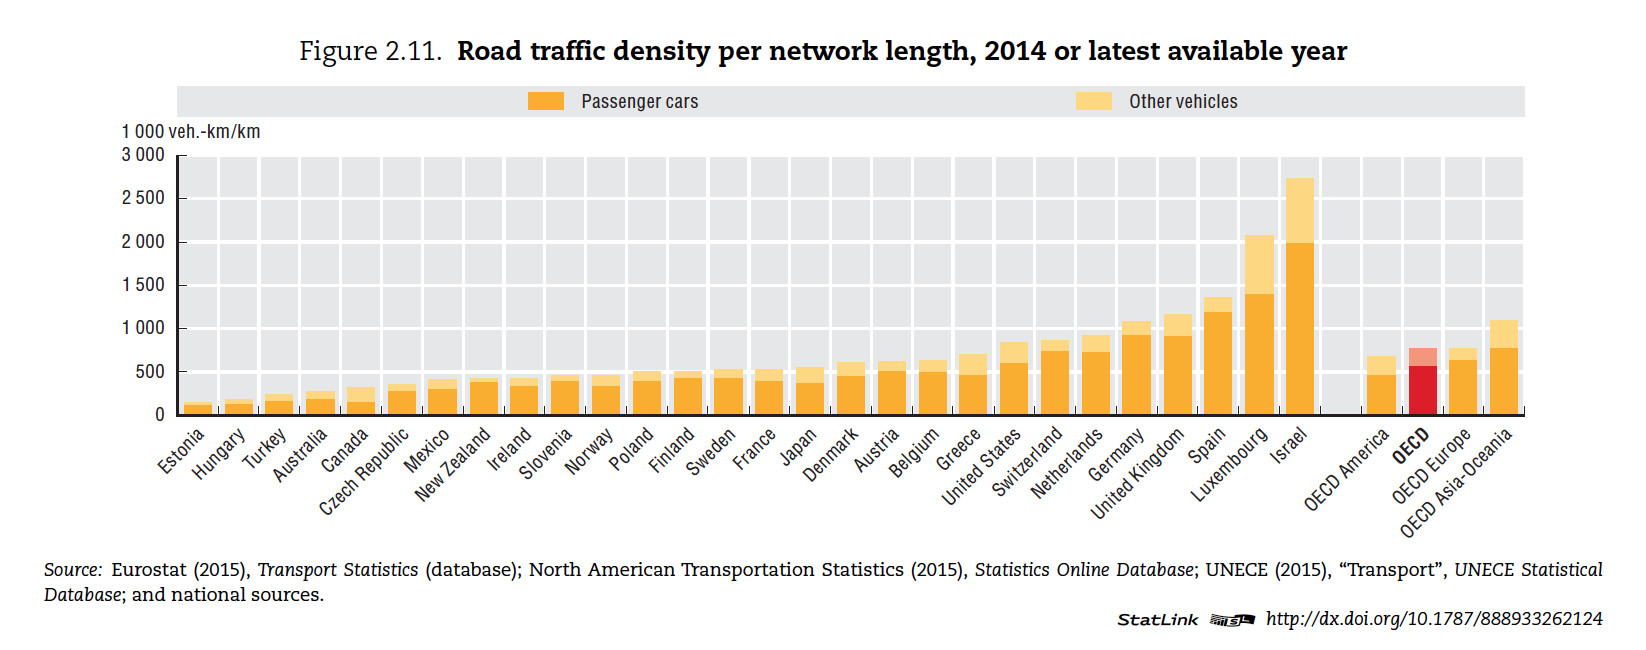 Figure 2.11. Road traffic density per network length, 2014 or latest available year
Passenger cars Other vehicles
1 000 veh.-km/km
3 000
2 500
2 000
1 500
1 000
500
0
Estonia
Hungary
Turkey
Australia
Canada
Czech Republic
Mexico
New Zealand
Ireland
Slovenia
Norway
Poland
Finland
Sweden
France
Japan
Denmark
Austria
Belgium
Greece
United States
Switzerland
Netherlands
Germany
United Kingdom
Spain
Luxembourg
Israel
OECD America
OECD
OECD Europe
OECD Asia-Oceania
Source: Eurostat (2015), Transport Statistics (database); North American Transportation Statistics (2015), Statistics Online Database; UNECE (2015), “Transport”, UNECE Statistical
Database; and national sources.
StatLink http://dx.doi.org/10.1787/888933262124